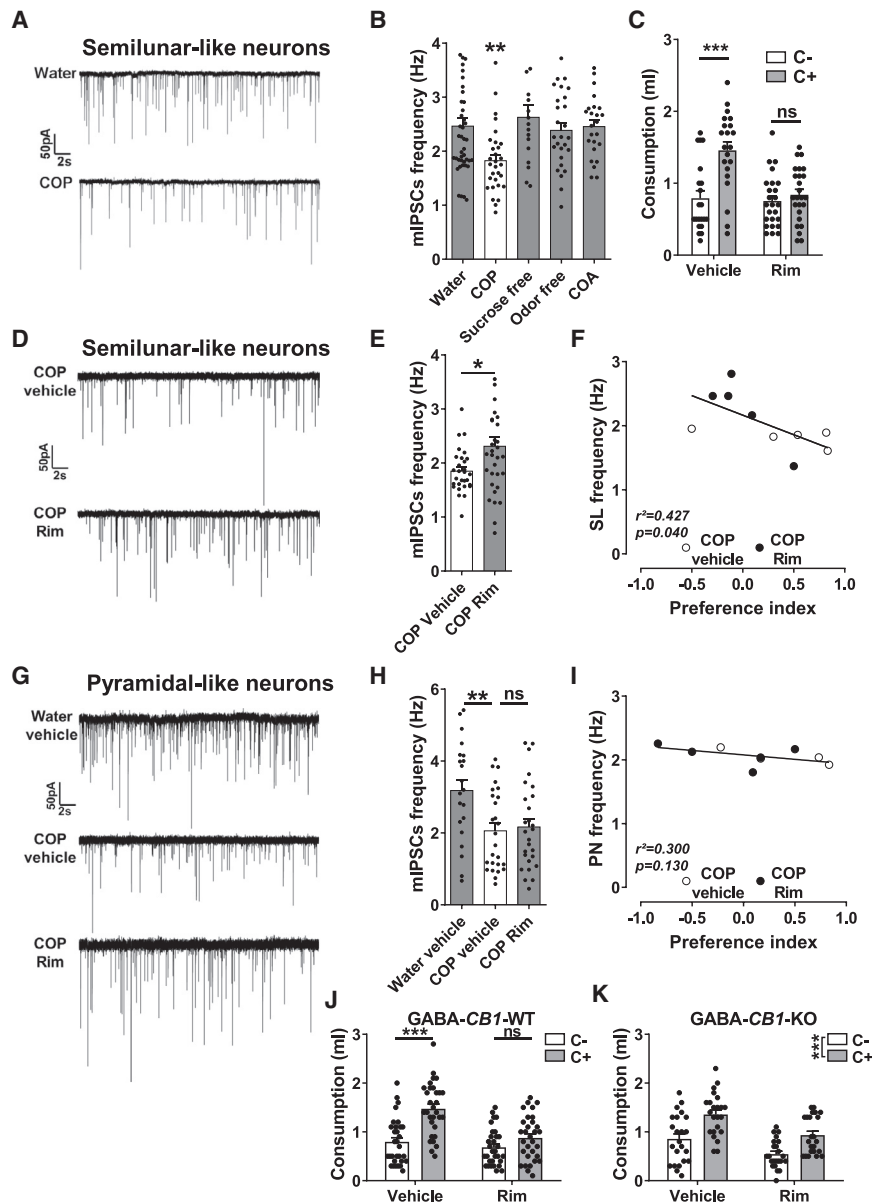 A
Semilunar-like neurons
Water
50pA
2s
COP
B
mIPSCs frequency (Hz)
4
3
2
1
0
**
Water
COP
Sucrose free
Odor free
COA
C
Consumption (ml)
3
2
1
0
***
ns
C-
C+
Vehicle
Rim
D
Semilunar-like neurons
COP
vehicle
50pA
2s
COP
Rim
E
mIPSCs frequency (Hz)
4
3
2
1
0
*
COP Vehicle
COP Rim
F
SL frequency (Hz)
3
2
1
0
r²=0.427
p=0.040
COP
vehicle
COP
Rim
-1.0
-0.5
0.0
0.5
1.0
Preference index
G
Pyramidal-like neurons
Water
vehicle
50pA
2s
COP
vehicle
COP
Rim
H
mIPSCs frequency (Hz)
6
4
2
0
**
ns
Water vehicle
COP vehicle
COP Rim
I
PN frequency (Hz)
3
2
1
0
r²=0.300
p=0.130
COP
vehicle
COP
Rim
-1.0
-0.5
0.0
0.5
1.0
Preference index
J
GABA-CB1-WT
Consumption (ml)
3
2
1
0
***
ns
C-
C+
Vehicle
Rim
K
GABA-CB1-KO
Consumption (ml)
3
2
1
0
C-
C+
***
Vehicle
Rim